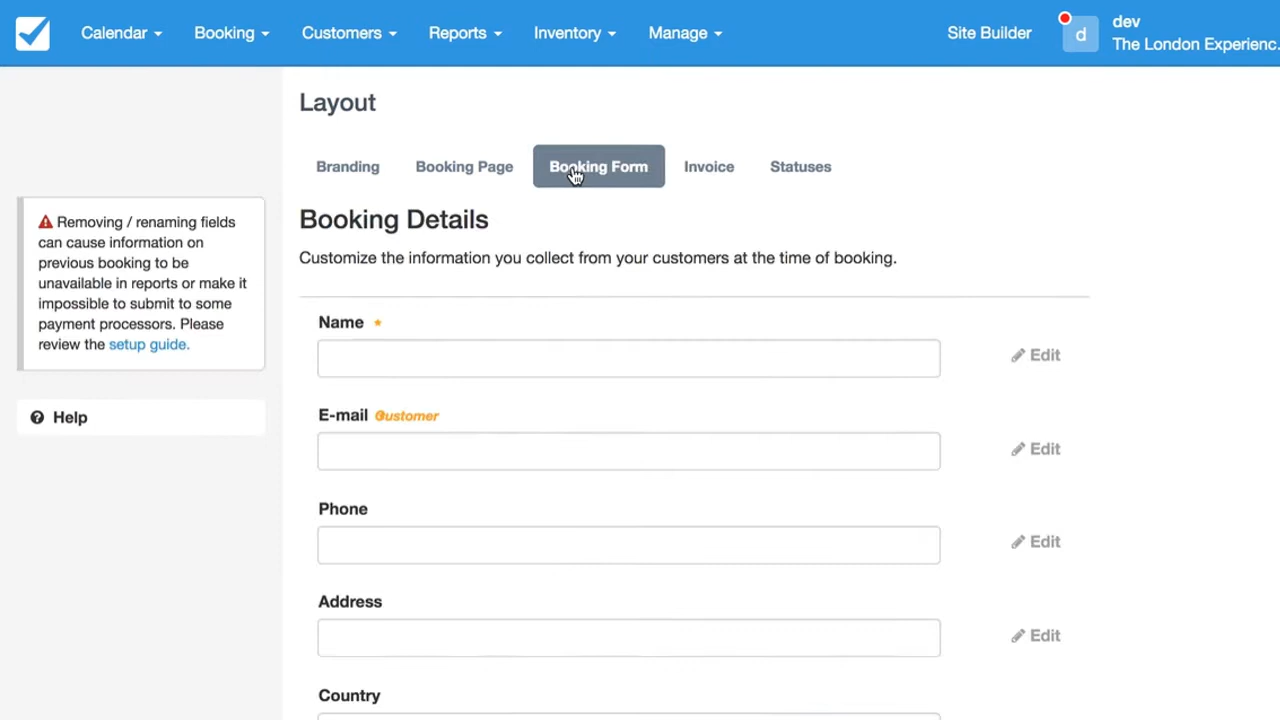 Calendar Booking Customers Reports Inventory Manage Site Builder d dev
The London Experienc.
Layout
Branding Booking Page Booking Form Invoice Statuses
Booking Details
Customize the information you collect from your customers at the time of booking.
Removing / renaming fields
can cause information on
previous booking to be
unavailable in reports or make it
impossible to submit to some
payment processors. Please
review the setup guide.
Help
Name
Edit
E-mail Customer
Edit
Phone
Edit
Address
Edit
Country